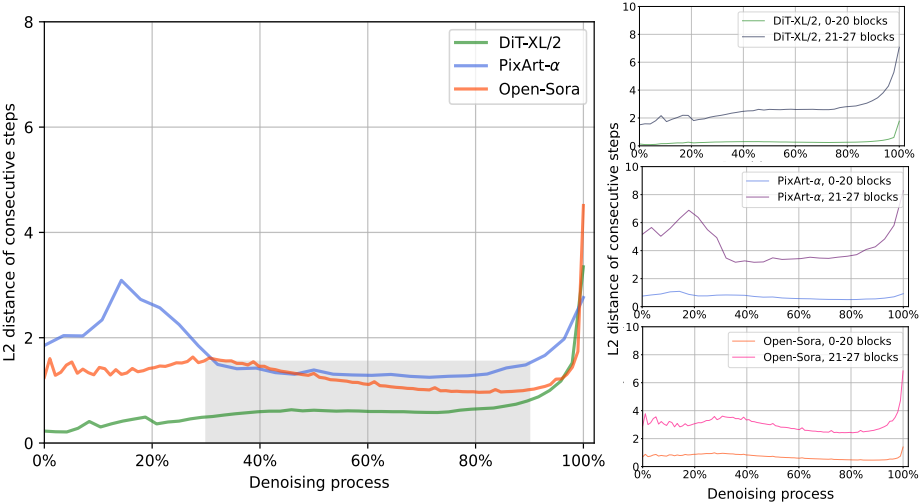 8
6
4
2
0
0% 20% 40% 60% 80% 100%
L2 distance of consecutive steps
Denoising process
DiT-XL/2
PixArt-α
Open-Sora
L2 distance of consecutive steps
10
8
6
4
2
0
0% 20% 40% 60% 80% 100%
DiT-XL/2, 0-20 blocks
DiT-XL/2, 21-27 blocks
10
8
6
4
2
0
0% 20% 40% 60% 80% 100%
PixArt-α, 0-20 blocks
PixArt-α, 21-27 blocks
10
8
6
4
2
0
0% 20% 40% 60% 80% 100%
Open-Sora, 0-20 blocks
Open-Sora, 21-27 blocks
Denoising process